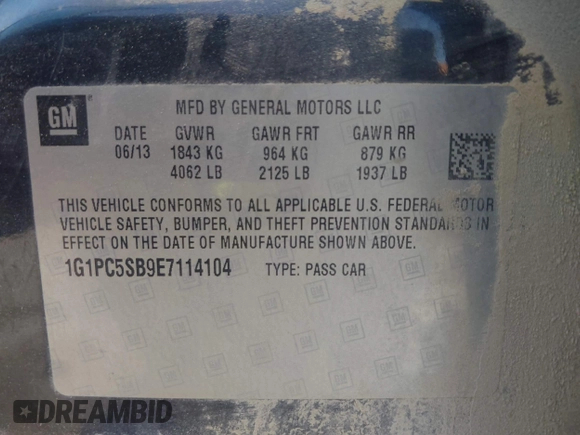 GM ®
MFD BY GENERAL MOTORS LLC
DATE GVWR GAWR FRT GAWR RR
06/13 1843 KG 964 KG 879 KG
4062 LB 2125 LB 1937 LB
THIS VEHICLE CONFORMS TO ALL APPLICABLE U.S. FEDERAL MOTOR
VEHICLE SAFETY, BUMPER, AND THEFT PREVENTION STANDARDS IN
EFFECT ON THE DATE OF MANUFACTURE SHOWN ABOVE.
1G1PC5SB9E7114104 TYPE: PASS CAR
DREAMBID